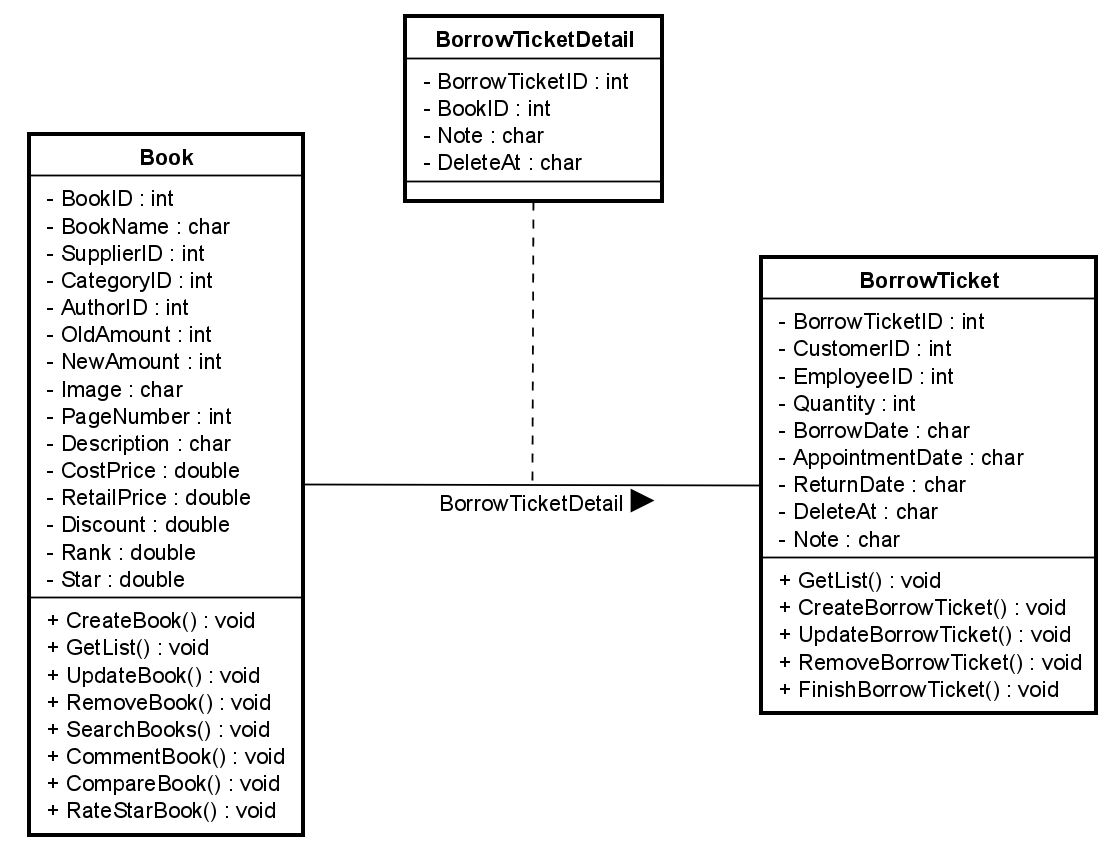 BorrowTicketDetail
- BorrowTicketID : int
- BookID : int
- Note : char
- DeleteAt : char
Book
- BookID : int
- BookName : char
- SupplierID : int
- CategoryID : int
- AuthorID : int
- OldAmount : int
- NewAmount : int
- Image : char
- PageNumber : int
- Description : char
- CostPrice : double
- RetailPrice : double
- Discount : double
- Rank : double
- Star : double
+ CreateBook() : void
+ GetList() : void
+ UpdateBook() : void
+ RemoveBook() : void
+ SearchBooks() : void
+ CommentBook() : void
+ CompareBook() : void
+ RateStarBook() : void
BorrowTicketDetail
BorrowTicket
- BorrowTicketID : int
- CustomerID : int
- EmployeeID : int
- Quantity : int
- BorrowDate : char
- AppointmentDate : char
- ReturnDate : char
- DeleteAt : char
- Note : char
+ GetList() : void
+ CreateBorrowTicket() : void
+ UpdateBorrowTicket() : void
+ RemoveBorrowTicket() : void
+ FinishBorrowTicket() : void